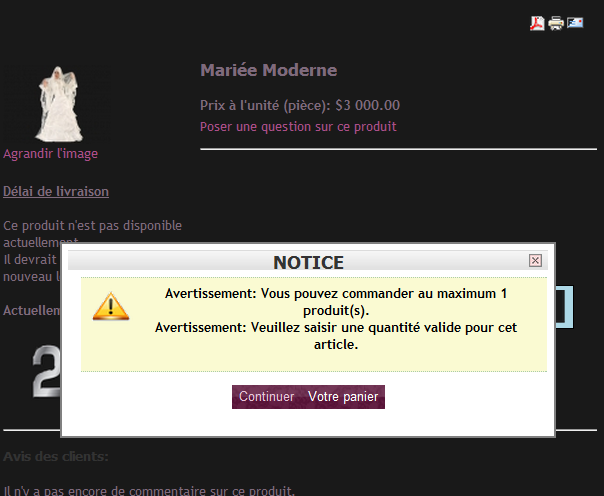 Mariée Moderne
Prix à l'unité (pièce): $3 000.00
Poser une question sur ce produit
Agrandir l'image
Délai de livraison
Ce produit n'est pas disponible
actuellement
Il devrait
nouveau
Actuellem
2
NOTICE
Avertissement: Vous pouvez commander au maximum 1
produit(s).
Avertissement: Veuillez saisir une quantité valide pour cet
article.
Continuer Votre panier
Avis des clients:
Il n'y a pas encore de commentaire sur ce produit.